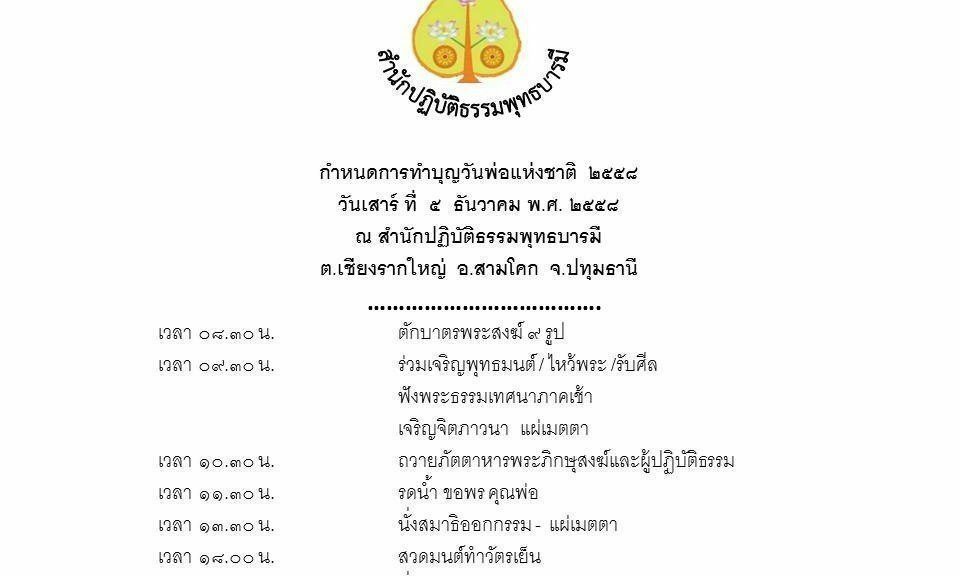 สำนักปฏิบัติธรรมพุทธบารมี
กำหนดการทำบุญวันพ่อแห่งชาติ ๒๕๕๘
วันเสาร์ ที่ ๕ ธันวาคม พ.ศ. ๒๕๕๘
ณ สำนักปฏิบัติธรรมพุทธบารมี
ต.เชียงรากใหญ่ อ.สามโคก จ.ปทุมธานี
......................................
เวลา ๐๘.๓๐ น. ตักบาตรพระสงฆ์ ๙ รูป
เวลา ๐๙.๓๐ น. ร่วมเจริญพุทธมนต์ / ไหว้พระ /รับศีล
ฟังพระธรรมเทศนาภาคเช้า
เจริญจิตภาวนา แผ่เมตตา
เวลา ๑๐.๓๐ น. ถวายภัตตาหารพระภิกษุสงฆ์และผู้ปฏิบัติธรรม
เวลา ๑๑.๓๐ น. รดน้ำ ขอพร คุณพ่อ
เวลา ๑๓.๓๐ น. นั่งสมาธิออกกรรม - แผ่เมตตา
เวลา ๑๘.๐๐ น. สวดมนต์ทำวัตรเย็น